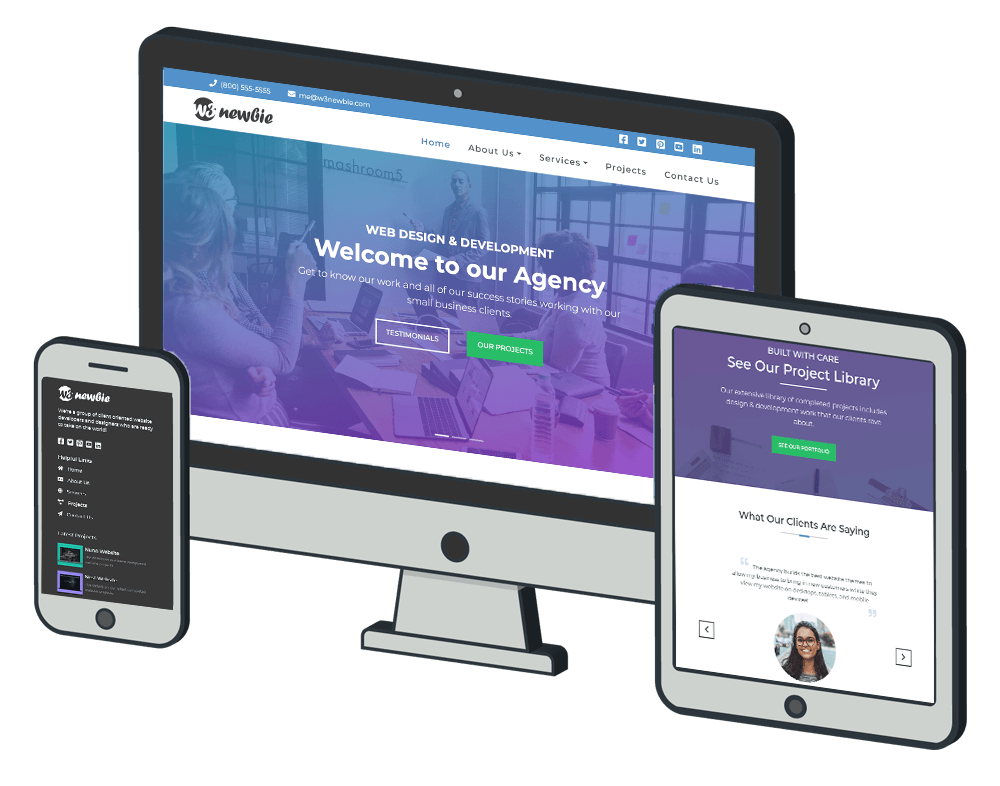 (800) 555-5555
me@w3newbie.com
W3 newbie
Home
About Us
Services
Projects
Contact Us
mashroom5
WEB DESIGN & DEVELOPMENT
Welcome to our Agency
Get to know our work and all of our success stories working with our
small business clients.
TESTIMONIALS
OUR PROJECTS
W3 newbie
We're a group of client oriented website
developers and designers who are ready
to take on the world!
Helpful Links
Home
About Us
Services
Projects
Contact Us
Latest Projects
Nuno Website
BUILT WITH CARE
See Our Project Library
Our extensive library of completed projects includes
design & development work that our clients rave
about.
SEE OUR PORTFOLIO
What Our Clients Are Saying
“ The agency builds the best website themes to
allow my business to bring in new customers while they
view my website on desktops, tablets, and mobile
devices!
”